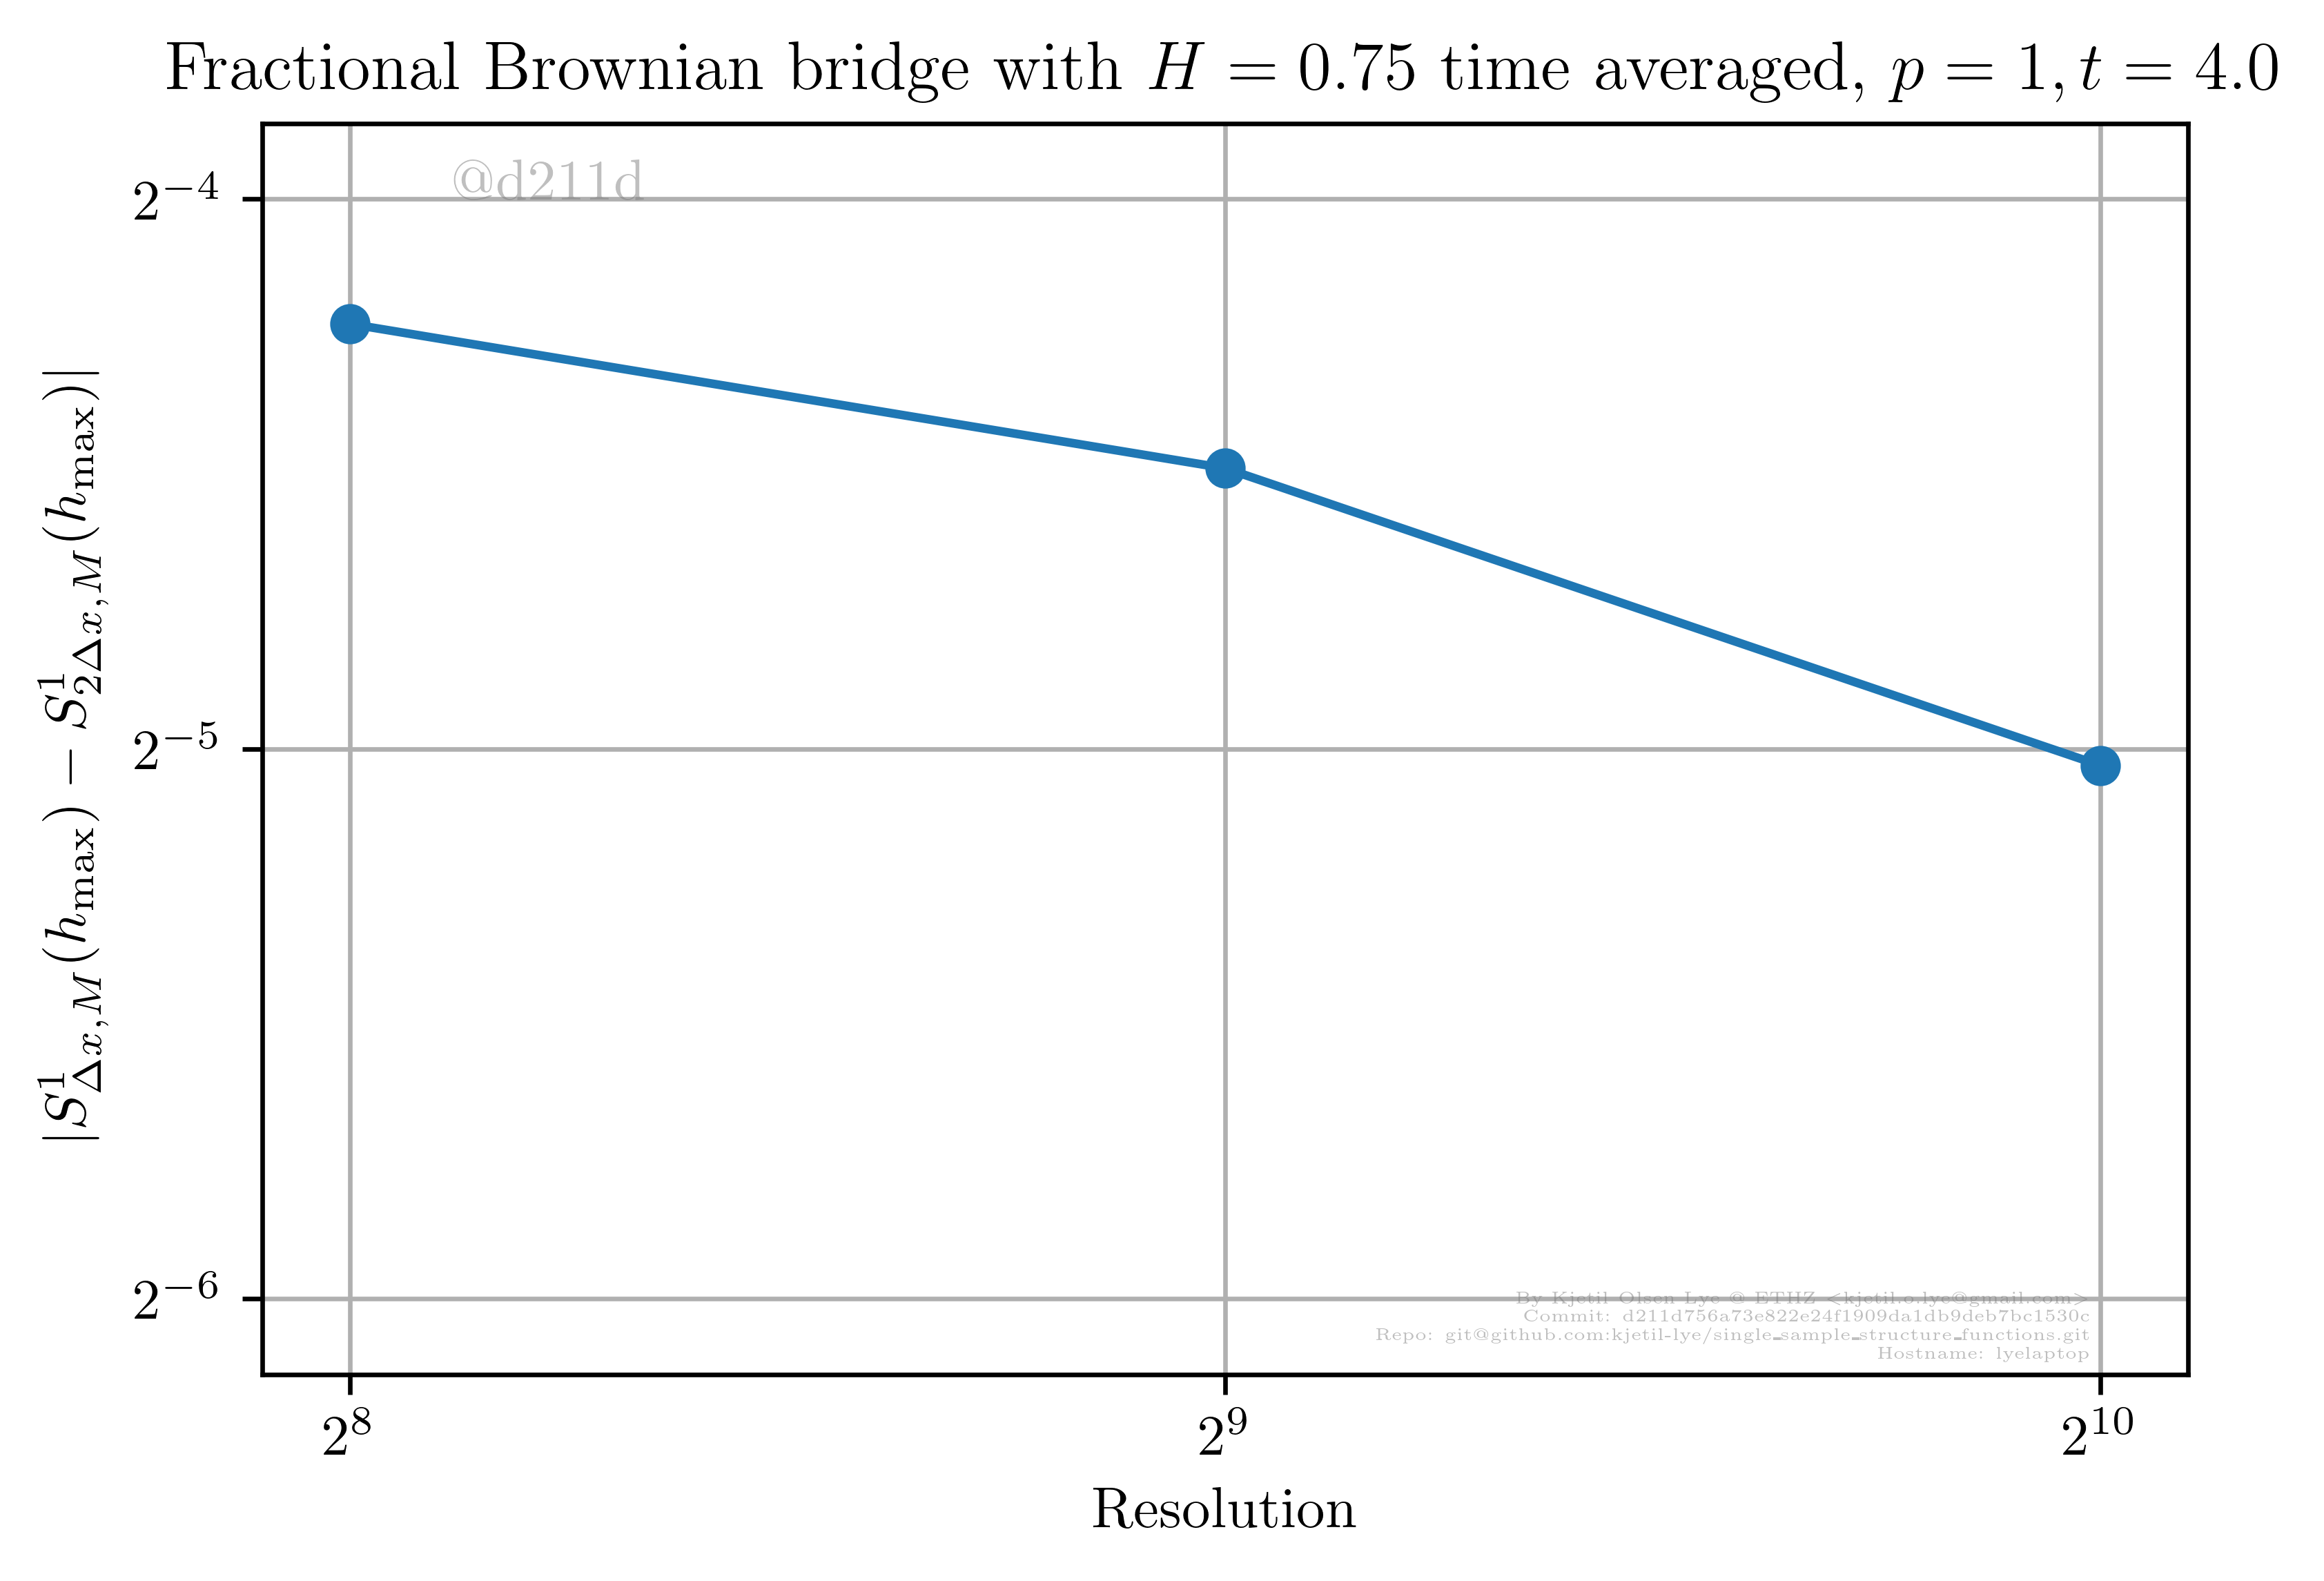 Fractional Brownian bridge with H = 0.75 time averaged, p = 1, t = 4.0
@d211d
|S^1_{Δx,M}(h_max) − S^1_{2Δx,M}(h_max)|
2^{−4}
2^{−5}
2^{−6}
By Kjetil Olsen Lye @ ETHZ <kjetil.o.lye@gmail.com>
Commit: d211d756a73e822e24f1909da1db9deb7bc1530c
Repo: git@github.com:kjetil-lye/single_sample_structure_functions.git
Hostname: lyelaptop
2^8 2^9 2^{10}
Resolution